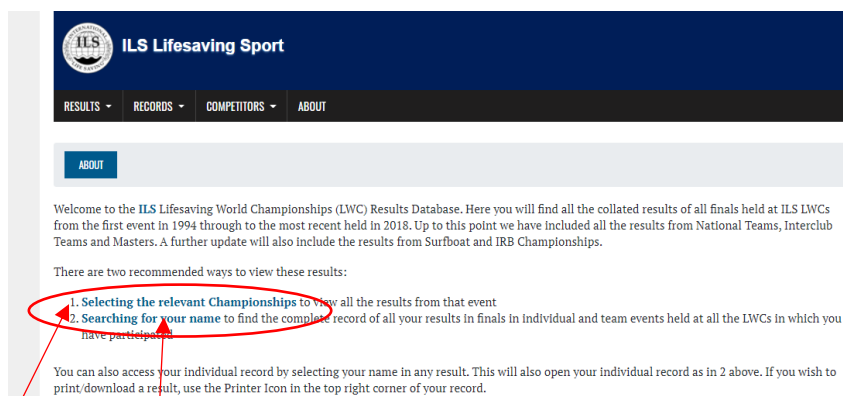 INTERNATIONAL
ILS
LIFE SAVING
ILS Lifesaving Sport
RESULTS RECORDS COMPETITORS ABOUT
ABOUT
Welcome to the ILS Lifesaving World Championships (LWC) Results Database. Here you will find all the collated results of all finals held at ILS LWCs
from the first event in 1994 through to the most recent held in 2018. Up to this point we have included all the results from National Teams, Interclub
Teams and Masters. A further update will also include the results from Surfboat and IRB Championships.
There are two recommended ways to view these results:
1. Selecting the relevant Championships to view all the results from that event
2. Searching for your name to find the complete record of all your results in finals in individual and team events held at all the LWCs in which you
have participated
You can also access your individual record by selecting your name in any result. This will also open your individual record as in 2 above. If you wish to
print/download a result, use the Printer Icon in the top right corner of your record.